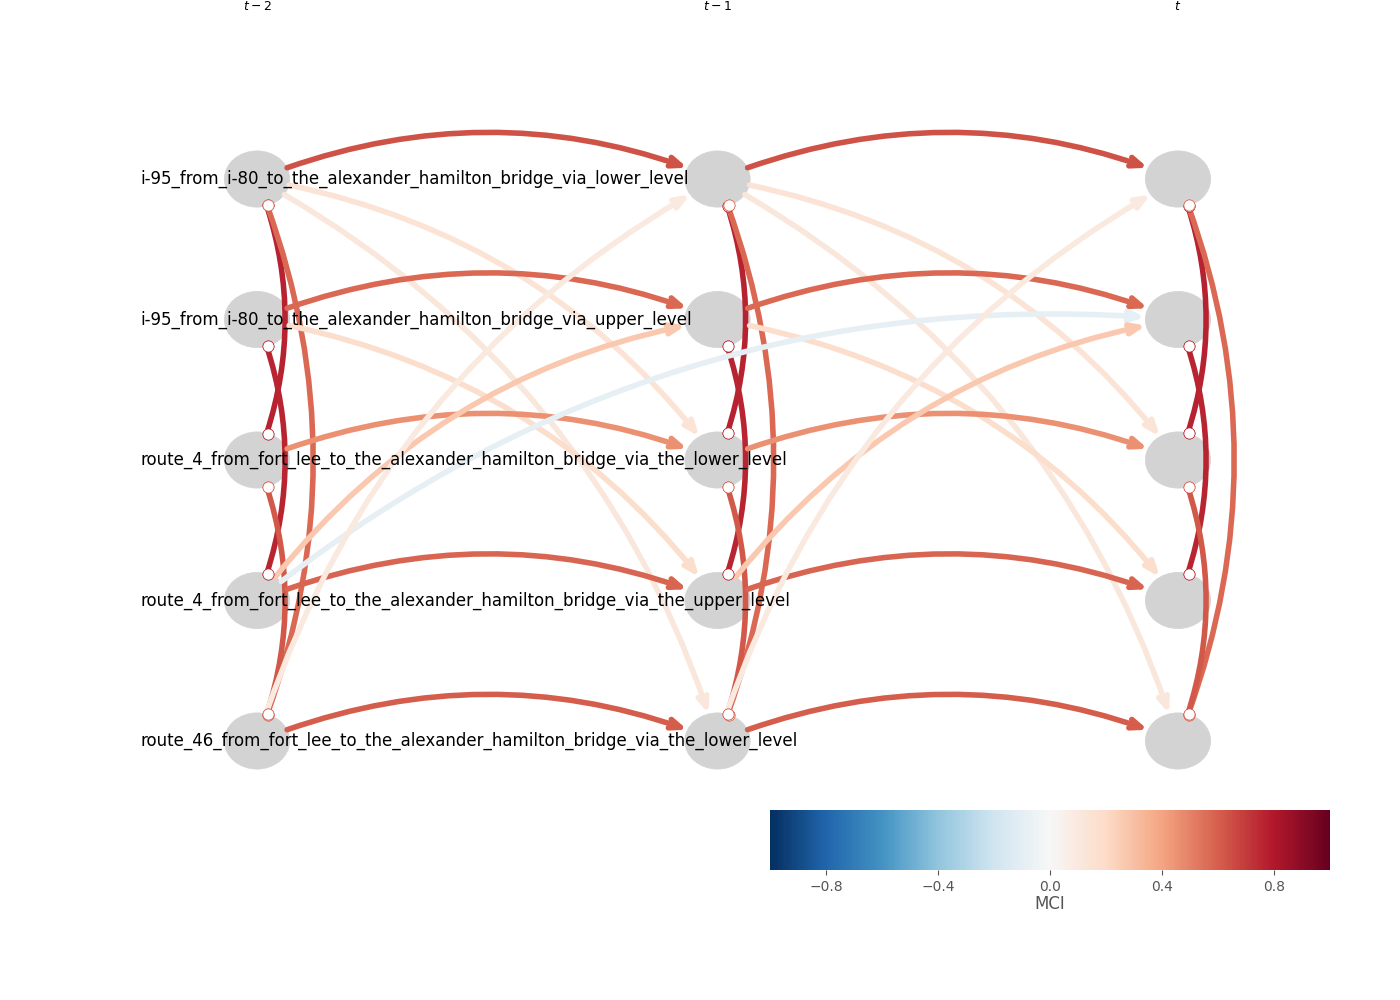 t − 2 t − 1 t
i-95_from_i-80_to_the_alexander_hamilton_bridge_via_lower_level
i-95_from_i-80_to_the_alexander_hamilton_bridge_via_upper_level
route_4_from_fort_lee_to_the_alexander_hamilton_bridge_via_the_lower_level
route_4_from_fort_lee_to_the_alexander_hamilton_bridge_via_the_upper_level
route_46_from_fort_lee_to_the_alexander_hamilton_bridge_via_the_lower_level
−0.8 −0.4 0.0 0.4 0.8
MCI